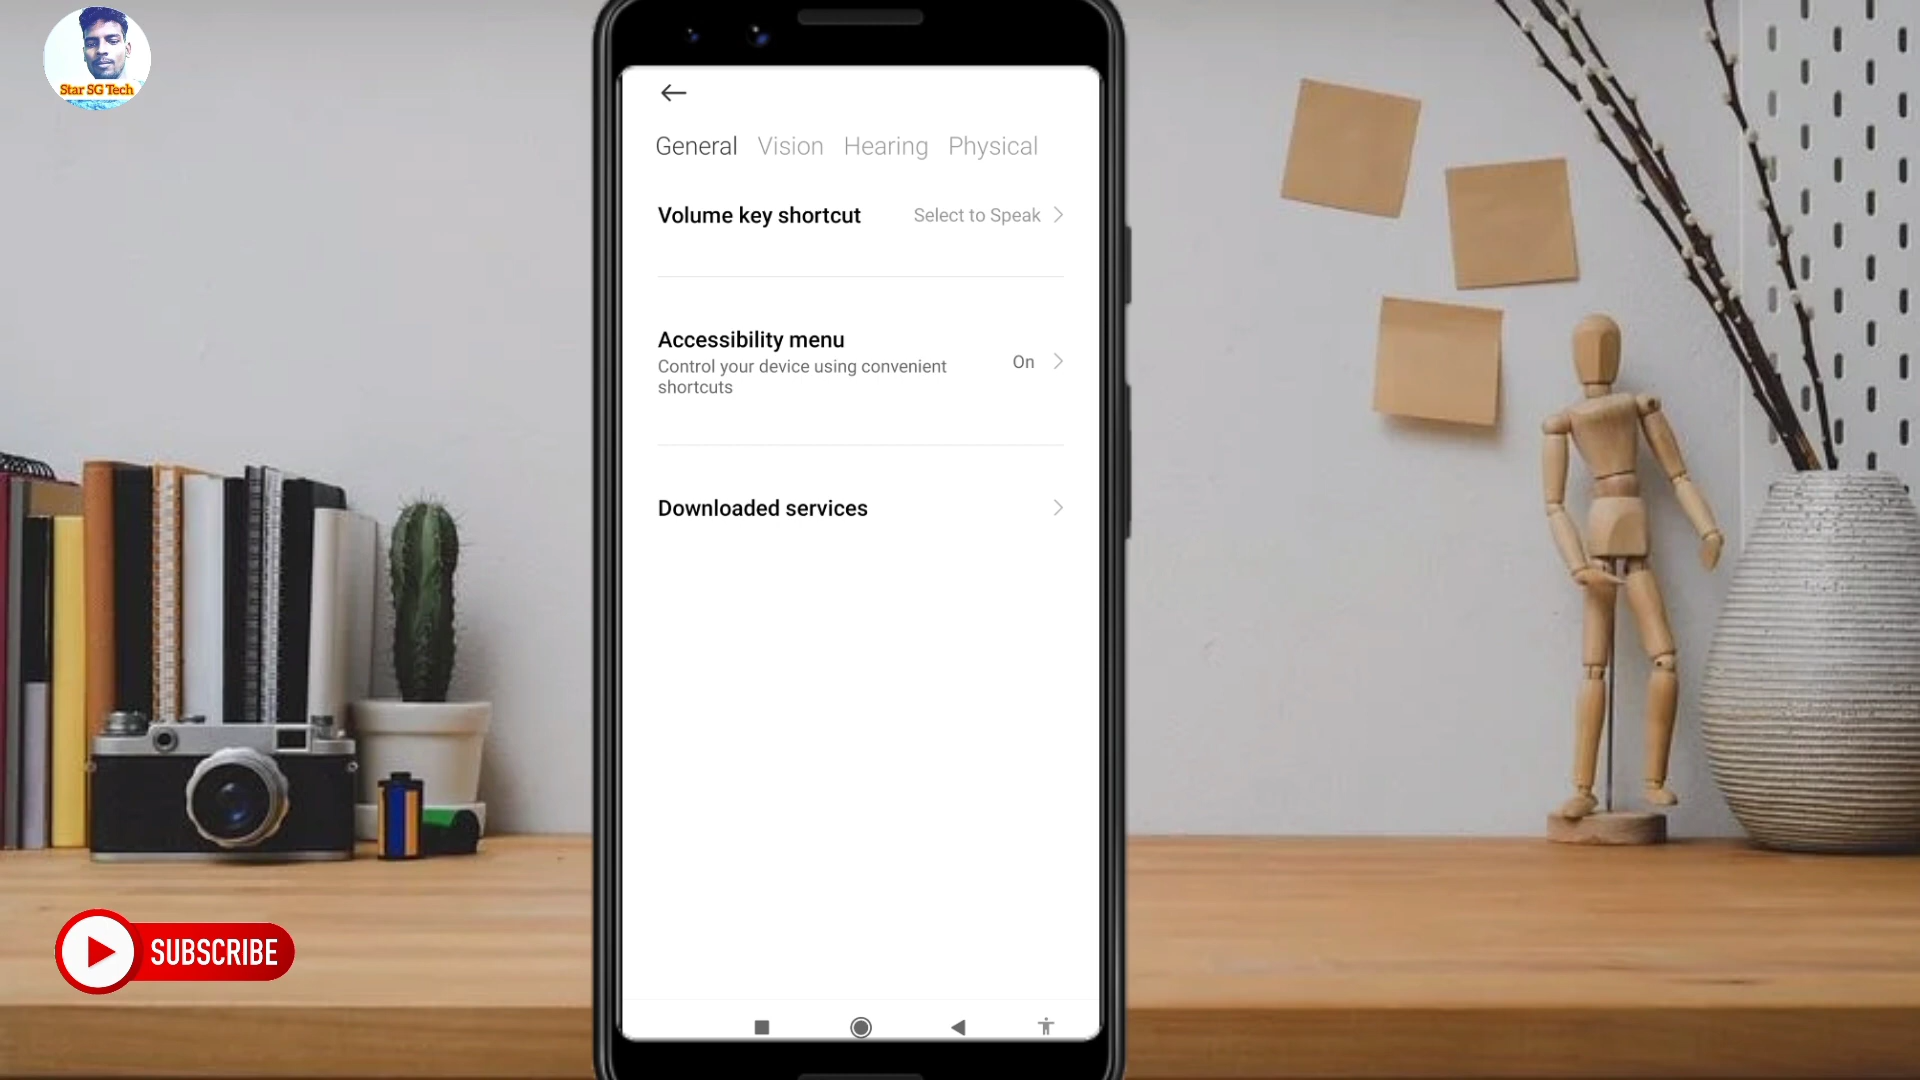 Star SG Tech
General Vision Hearing Physical
Volume key shortcut Select to Speak
Accessibility menu
Control your device using convenient
shortcuts
On
Downloaded services
SUBSCRIBE